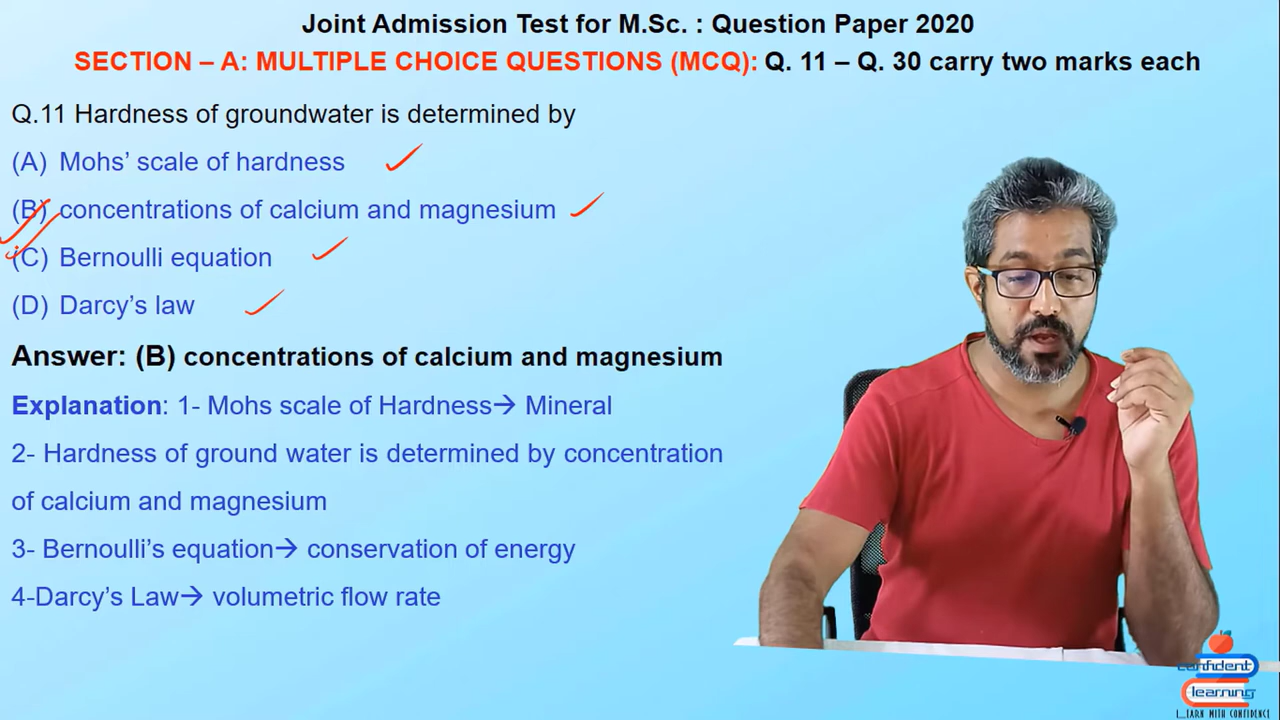 Joint Admission Test for M.Sc. : Question Paper 2020
SECTION – A: MULTIPLE CHOICE QUESTIONS (MCQ): Q. 11 – Q. 30 carry two marks each
Q.11 Hardness of groundwater is determined by
(A) Mohs’ scale of hardness
(B) concentrations of calcium and magnesium
(C) Bernoulli equation
(D) Darcy’s law
Answer: (B) concentrations of calcium and magnesium
Explanation: 1- Mohs scale of Hardness→ Mineral
2- Hardness of ground water is determined by concentration
of calcium and magnesium
3- Bernoulli’s equation→ conservation of energy
4-Darcy’s Law→ volumetric flow rate
confident
learning
LEARN WITH CONFIDENCE